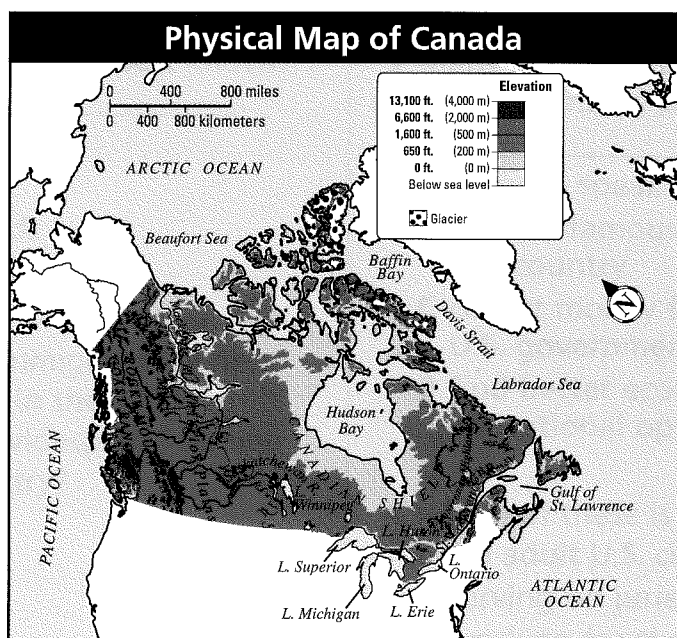 Physical Map of Canada
0 400 800 miles
0 400 800 kilometers
Elevation
13,100 ft. (4,000 m)
6,600 ft. (2,000 m)
1,600 ft. (500 m)
650 ft. (200 m)
0 ft. (0 m)
Below sea level
Glacier
ARCTIC OCEAN
Beaufort Sea
Baffin
Bay
Davis Strait
N
Labrador Sea
Hudson
Bay
PACIFIC OCEAN
CANADIAN SHIELD
L.
Winnipeg
Gulf of
St. Lawrence
L. Huron
L. Superior
L.
Ontario
L. Michigan
L. Erie
ATLANTIC
OCEAN